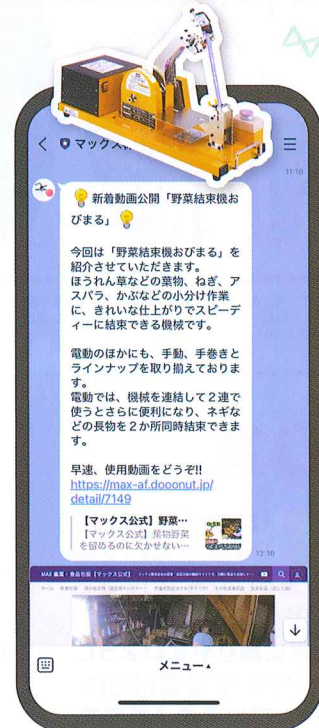 マックス
11:10
新着動画公開「野菜結束機お
びまる」
今回は「野菜結束機おびまる」を
紹介させていただきます。
ほうれん草などの葉物、ねぎ、ア
スパラ、かぶなどの小分け作業
に、きれいな仕上がりでスピーデ
ィーに結束できる機械です。
電動のほかにも、手動、手巻きと
ラインナップを取り揃えておりま
す。
電動では、機械を連結して２連で
使うとさらに便利になり、ネギな
どの長物を２か所同時結束できま
す。
早速、使用動画をどうぞ!!
https://max-af.dooonut.jp/
detail/7149
【マックス公式】野菜…
【マックス公式】葉物野菜
を留めるのに欠かせない…
12:10
MAX 農業・食品包装【マックス公式】
メニュー▲